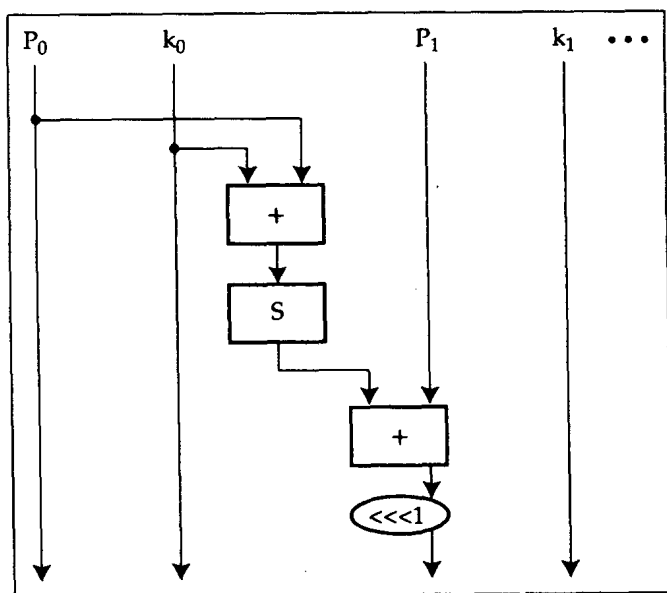 P₀ k₀ P₁ k₁ •••
+
S
+
<<<1